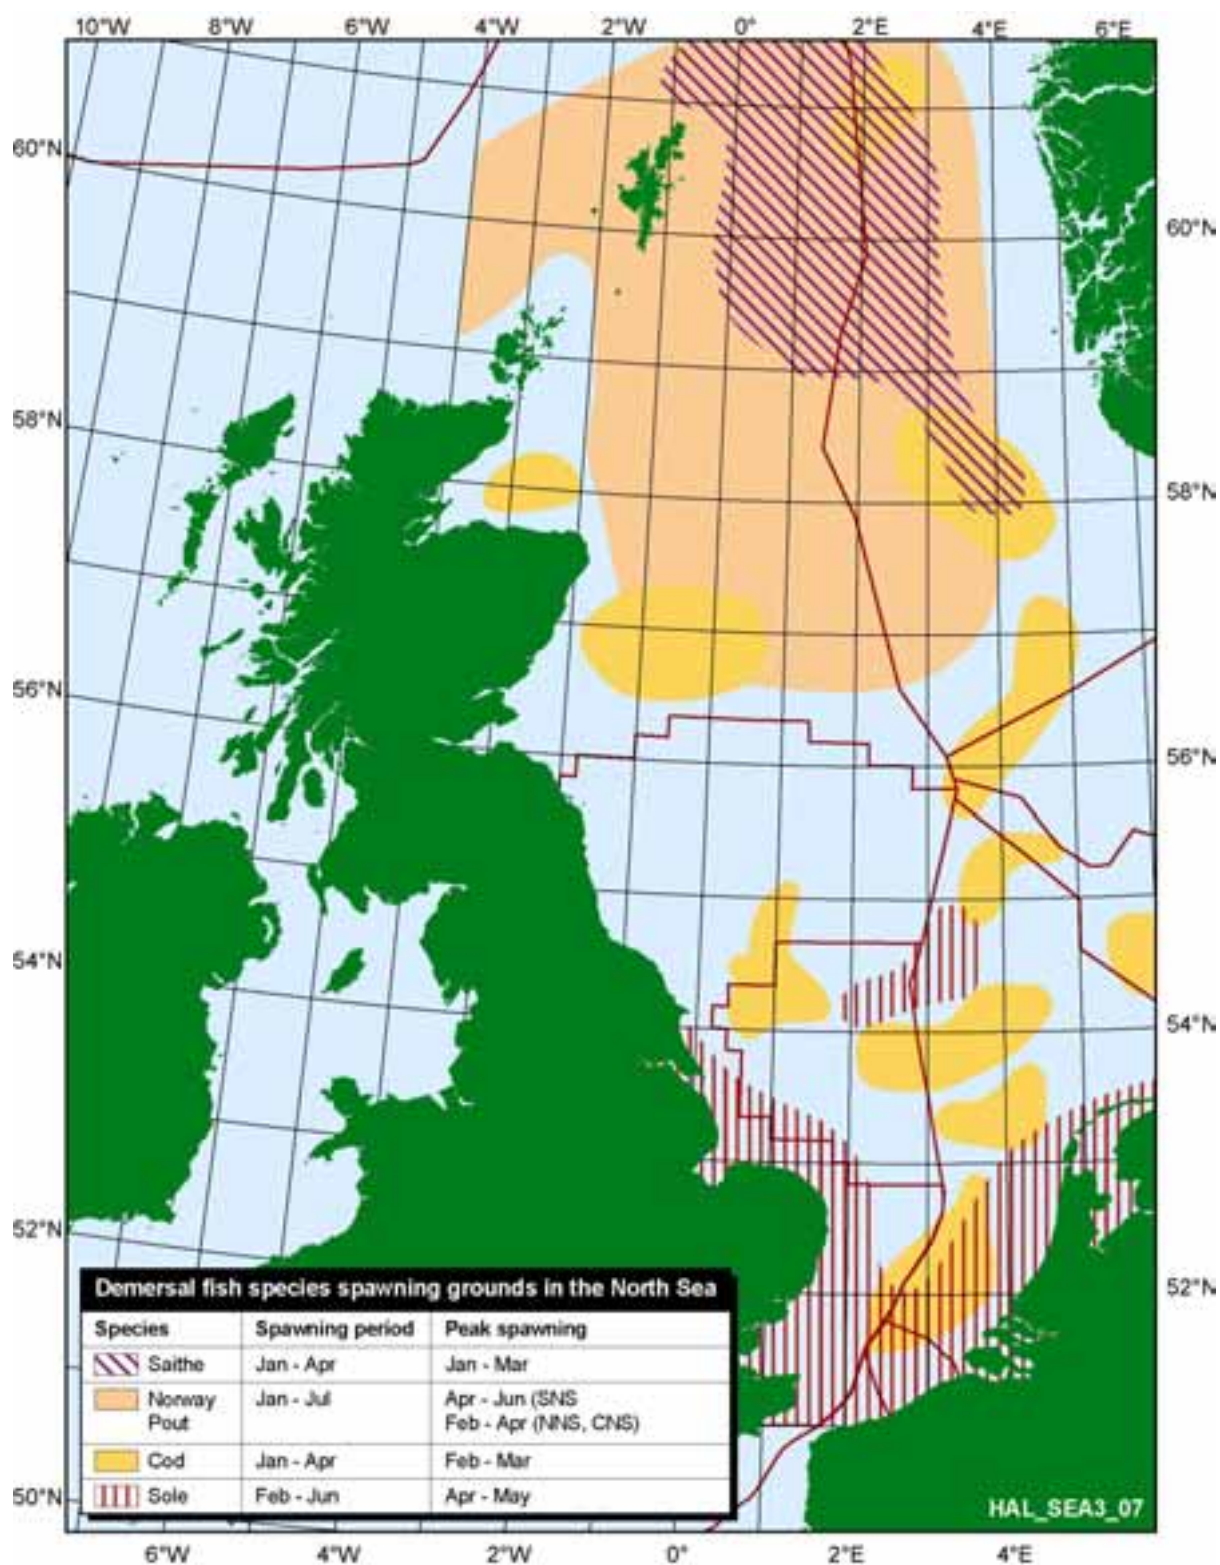 10°W 8°W 6°W 4°W 2°W 0° 2°E 4°E 6°E
60°N
60°N
58°N
58°N
56°N
56°N
54°N
54°N
52°N
52°N
Demersal fish species spawning grounds in the North Sea
Species Spawning period Peak spawning
Saithe Jan - Apr Jan - Mar
Norway Jan - Jul Apr - Jun (SNS
Pout Feb - Apr (NNS, CNS)
Cod Jan - Apr Feb - Mar
Sole Feb - Jun Apr - May
50°N
HAL_SEA3_07
6°W 4°W 2°W 0° 2°E 4°E